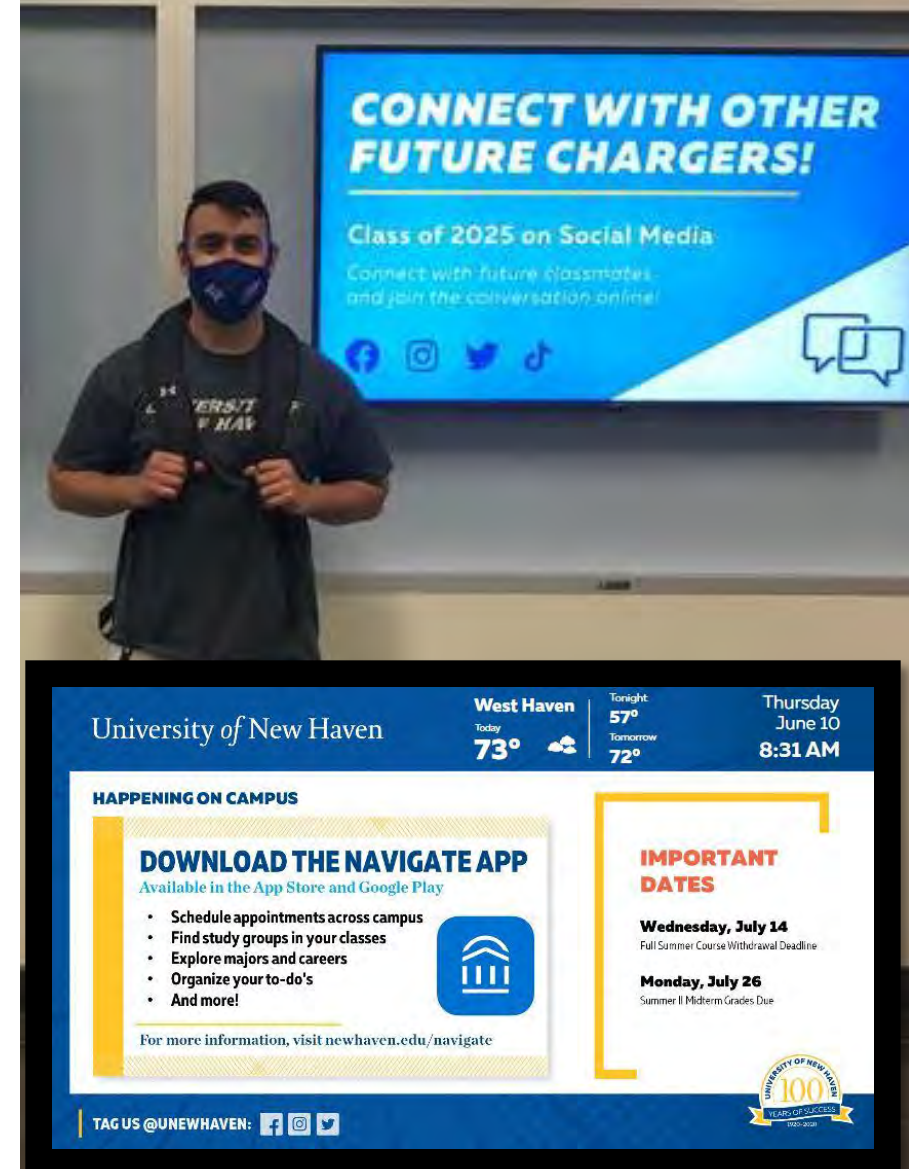 CONNECT WITH OTHER
FUTURE CHARGERS!
Class of 2025 on Social Media
Connect with future classmates
and join the conversation online!
University of New Haven
West Haven
Today
73°
Tonight
57°
Tomorrow
72°
Thursday
June 10
8:31 AM
HAPPENING ON CAMPUS
DOWNLOAD THE NAVIGATE APP
Available in the App Store and Google Play
• Schedule appointments across campus
• Find study groups in your classes
• Explore majors and careers
• Organize your to-do's
• And more!
For more information, visit newhaven.edu/navigate
IMPORTANT
DATES
Wednesday, July 14
Full Summer Course Withdrawal Deadline
Monday, July 26
Summer II Midterm Grades Due
TAG US @UNEWHAVEN:
UNIVERSITY OF NEW HAVEN
100
YEARS OF SUCCESS
1920-2020